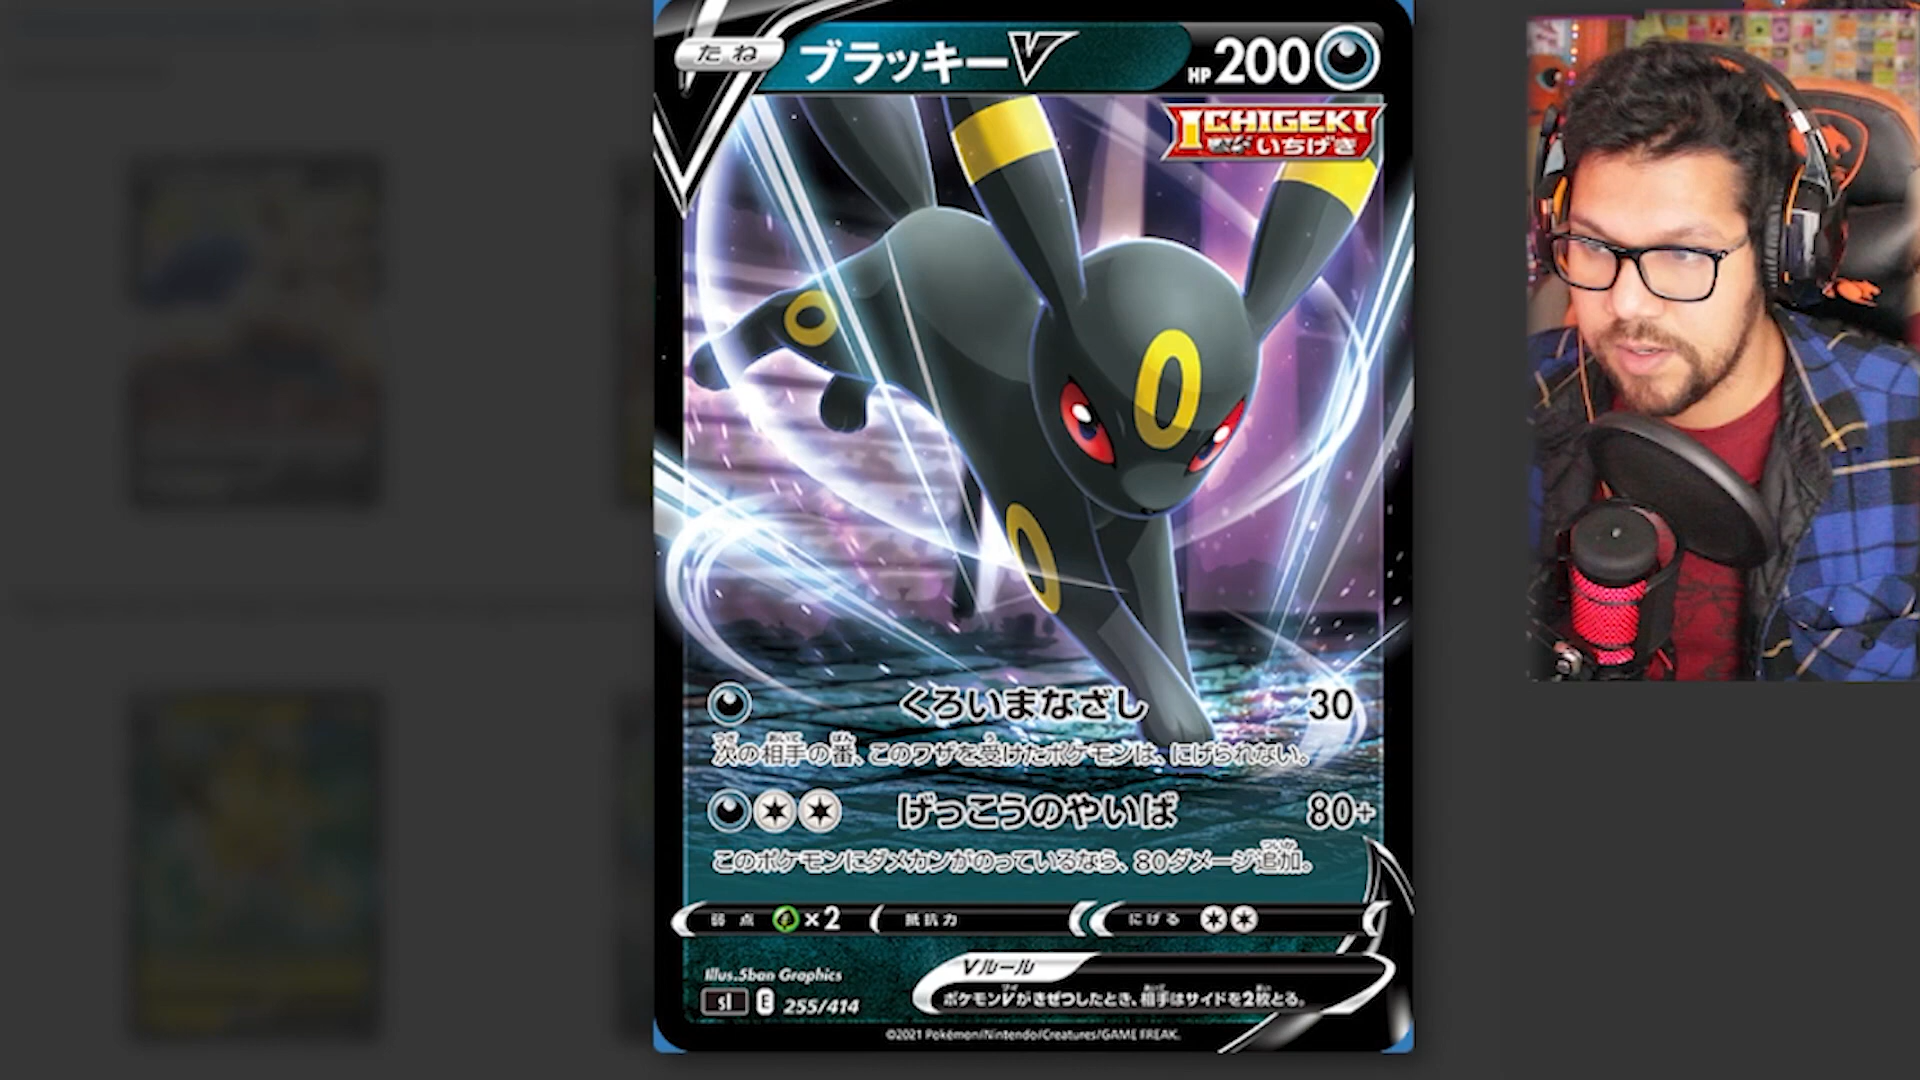 たね
ブラッキーV
HP 200
ICHIGEKI
いちげき
くろいまなざし 30
次の相手の番、このワザを受けたポケモンは、にげられない。
げっこうのやいば 80+
このポケモンにダメカンがのっているなら、80ダメージ追加。
弱点 ×2 抵抗力 にげる
Illus.5ban Graphics
sI E 255/414
Vルール
ポケモンVがきぜつしたとき、相手はサイドを2枚とる。
©2021 Pokémon/Nintendo/Creatures/GAME FREAK.